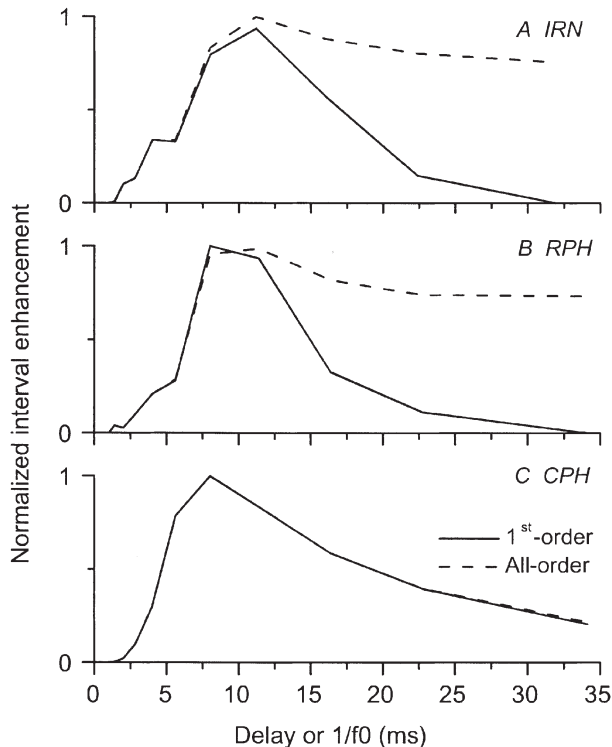 1
A IRN
0
1
B RPH
0
1
C CPH
1st-order
All-order
0
0 5 10 15 20 25 30 35
Delay or 1/f0 (ms)
Normalized interval enhancement